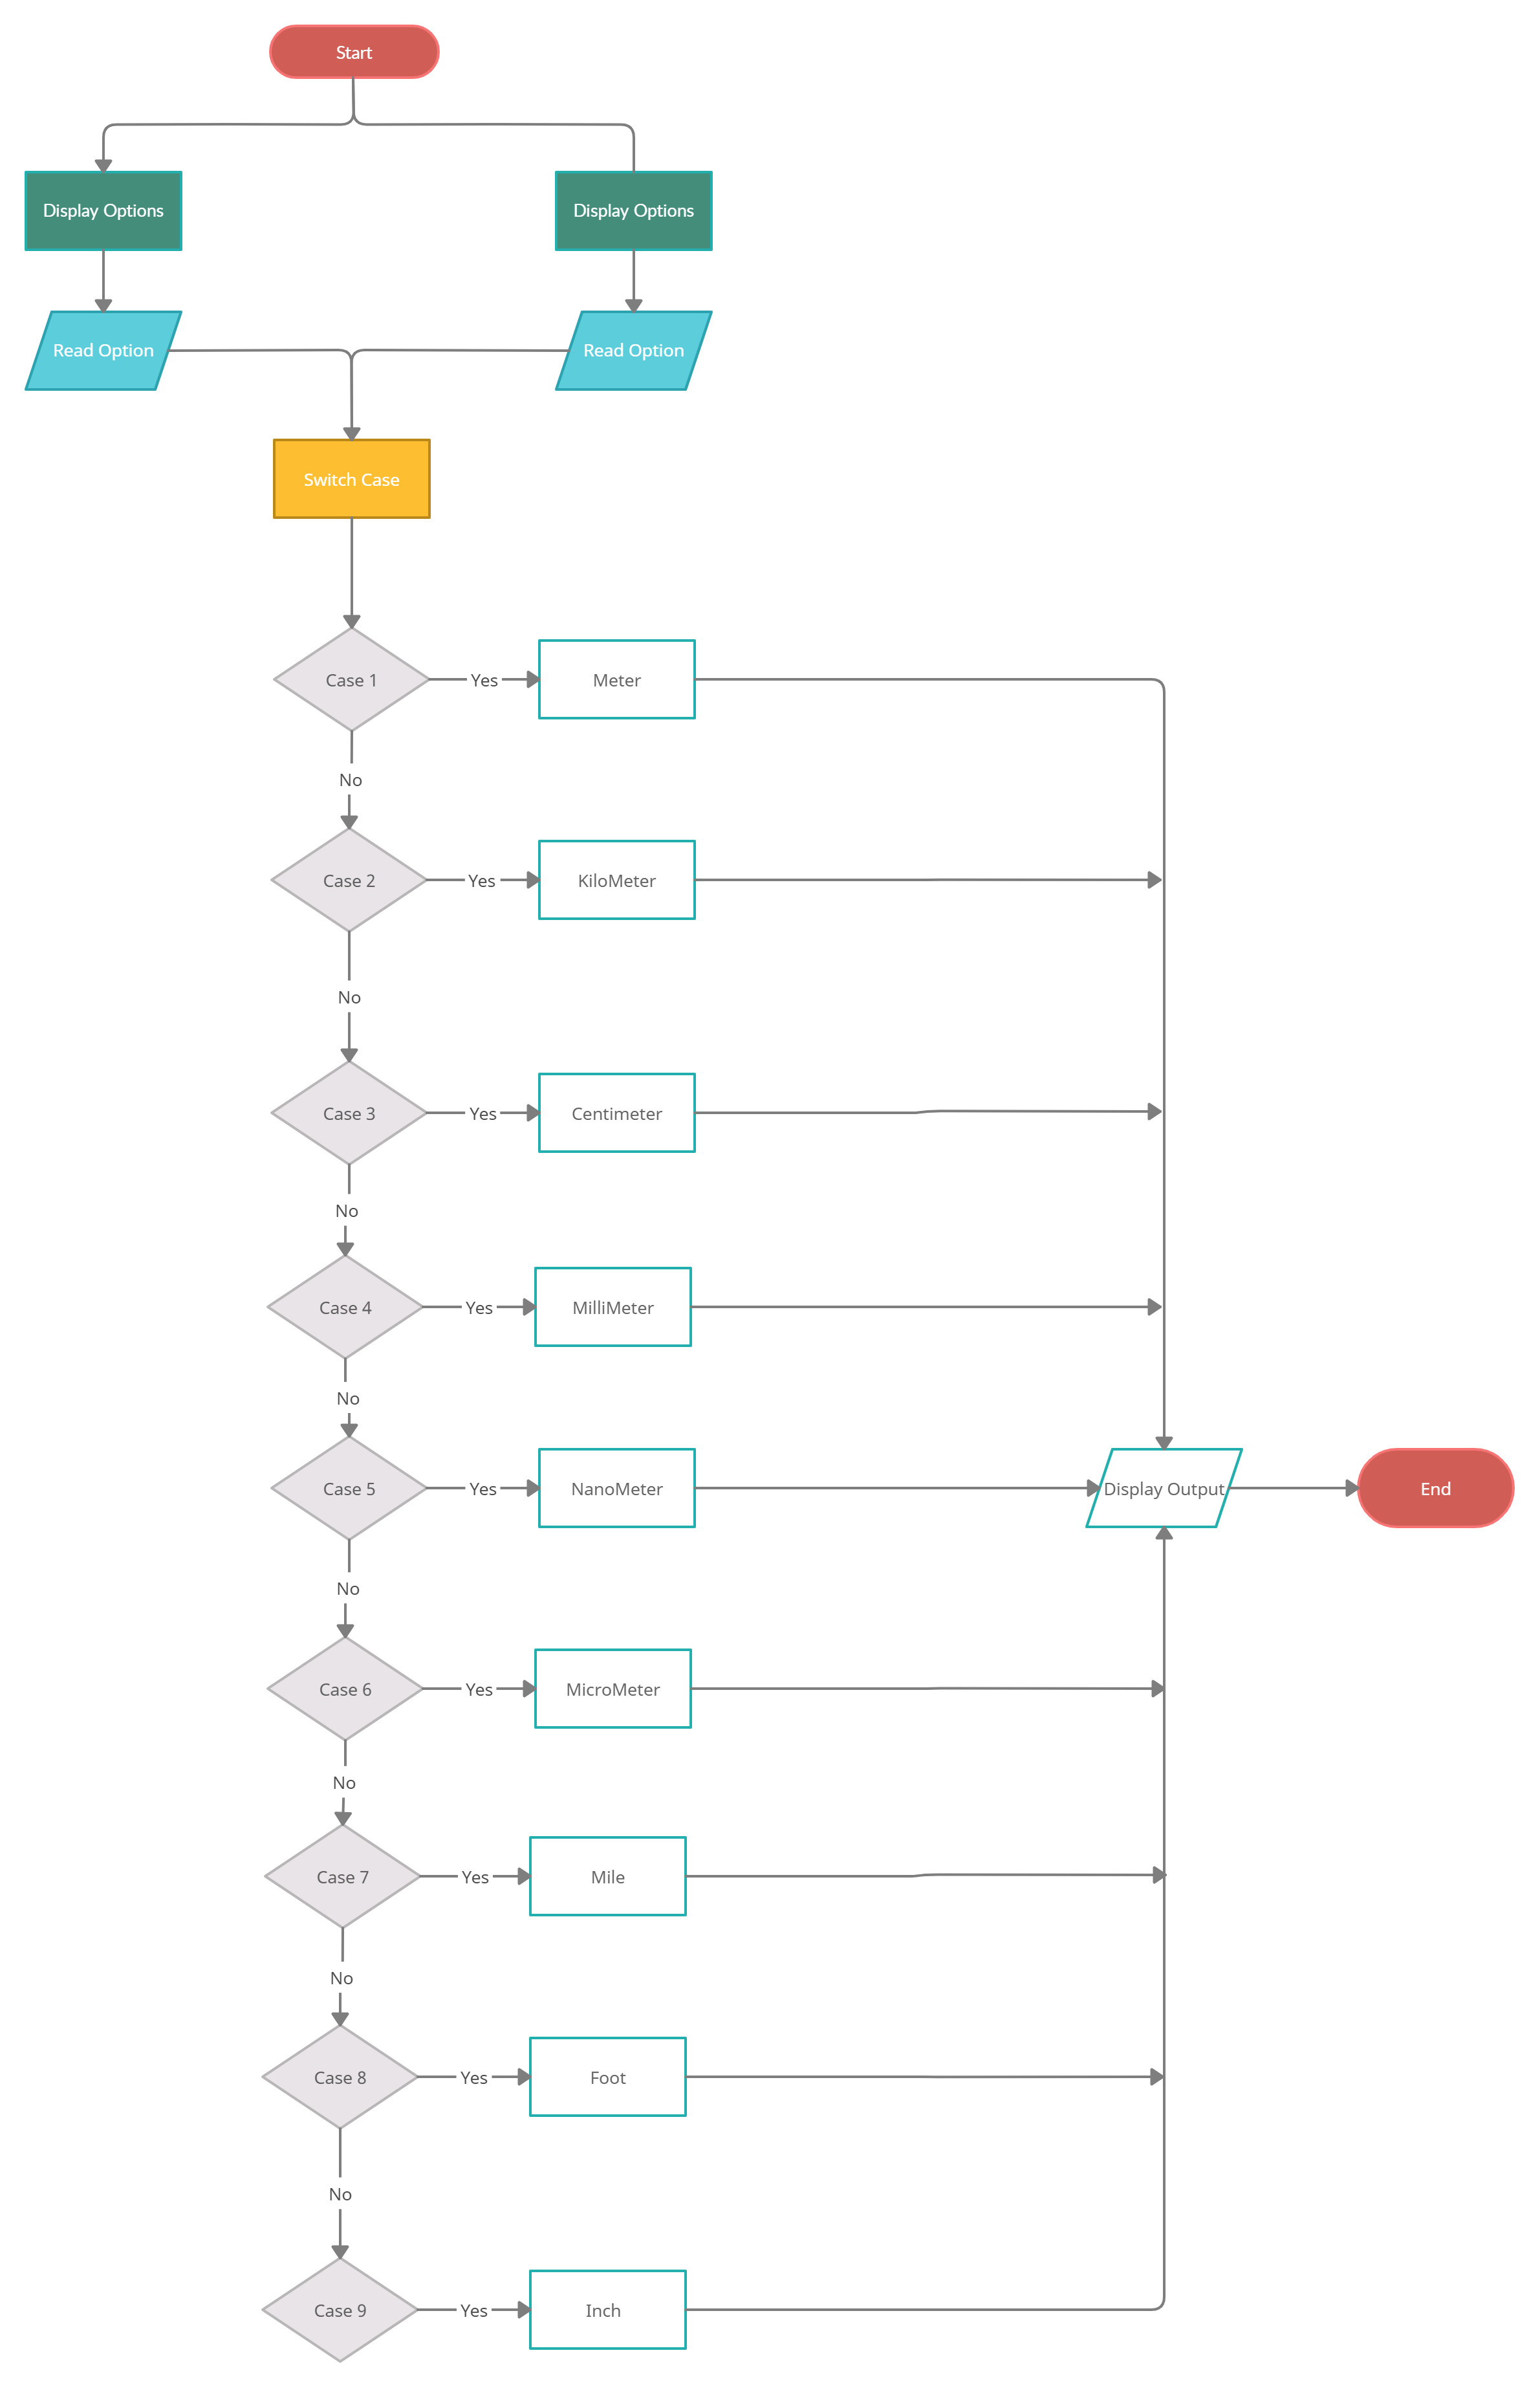 Start
Display Options
Display Options
Read Option
Read Option
Switch Case
Case 1
Yes
Meter
No
Case 2
Yes
KiloMeter
No
Case 3
Yes
Centimeter
No
Case 4
Yes
MilliMeter
No
Case 5
Yes
NanoMeter
Display Output
End
No
Case 6
Yes
MicroMeter
No
Case 7
Yes
Mile
No
Case 8
Yes
Foot
No
Case 9
Yes
Inch